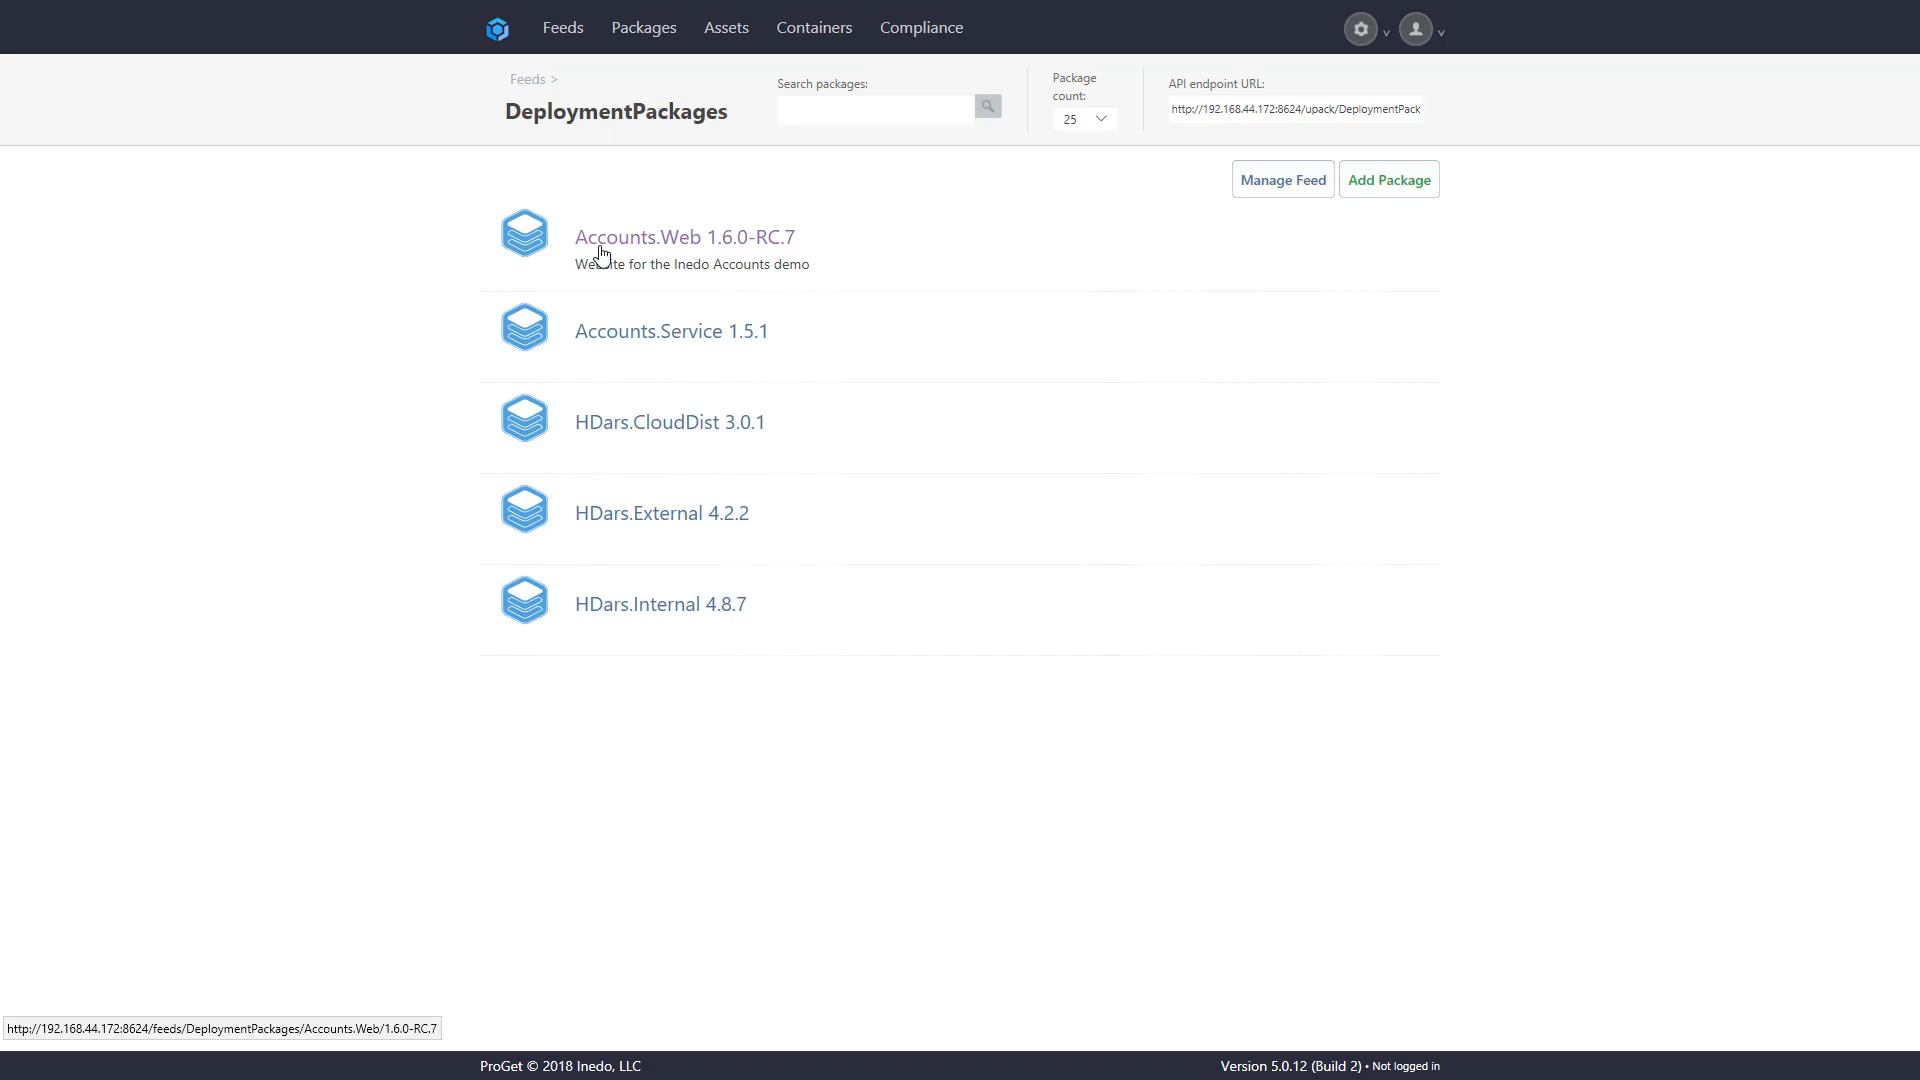 Feeds Packages Assets Containers Compliance
v v
Feeds >
DeploymentPackages
Search packages:
Package
count:
25
API endpoint URL:
http://192.168.44.172:8624/upack/DeploymentPack
Manage Feed Add Package
Accounts.Web 1.6.0-RC.7
Website for the Inedo Accounts demo
Accounts.Service 1.5.1
HDars.CloudDist 3.0.1
HDars.External 4.2.2
HDars.Internal 4.8.7
http://192.168.44.172:8624/feeds/DeploymentPackages/Accounts.Web/1.6.0-RC.7
ProGet © 2018 Inedo, LLC
Version 5.0.12 (Build 2) • Not logged in